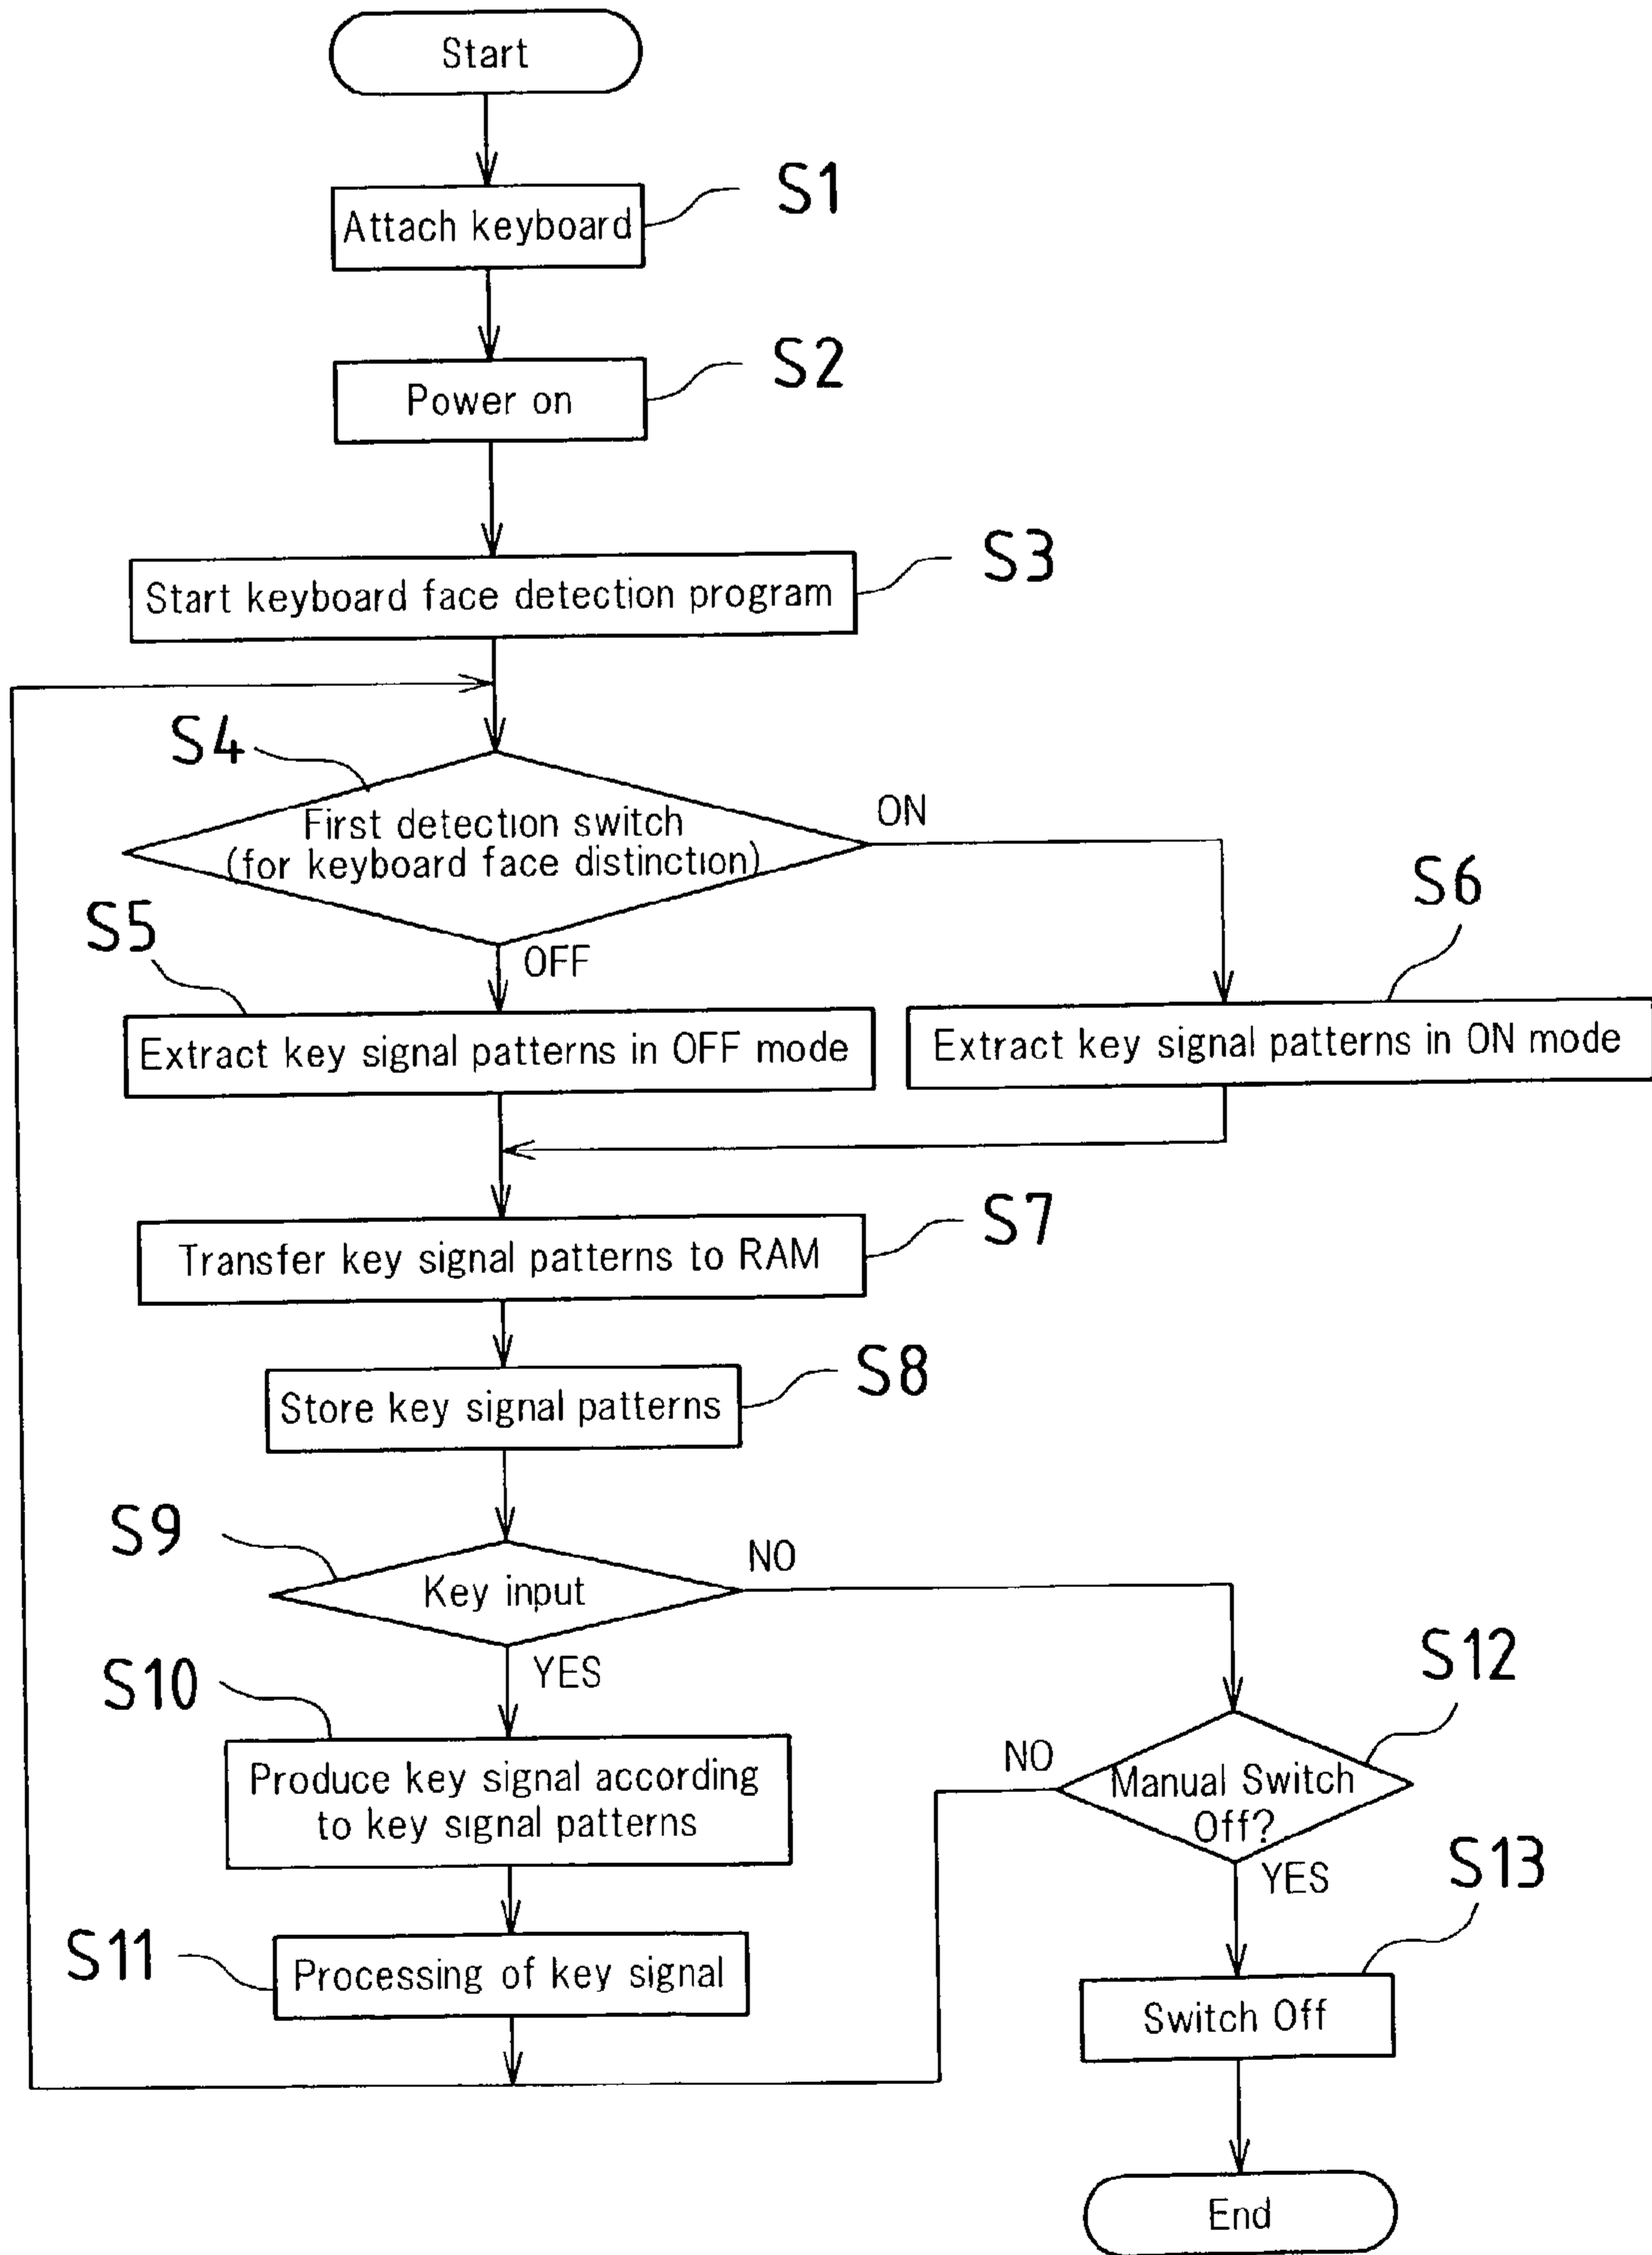 Start
S1
Attach keyboard
S2
Power on
S3
Start keyboard face detection program
S4
First detection switch
(for keyboard face distinction)
ON
OFF
S5
S6
Extract key signal patterns in OFF mode
Extract key signal patterns in ON mode
S7
Transfer key signal patterns to RAM
S8
Store key signal patterns
S9
Key input
NO
YES
S10
Produce key signal according
to key signal patterns
S12
NO
Manual Switch
Off?
YES
S11
Processing of key signal
S13
Switch Off
End